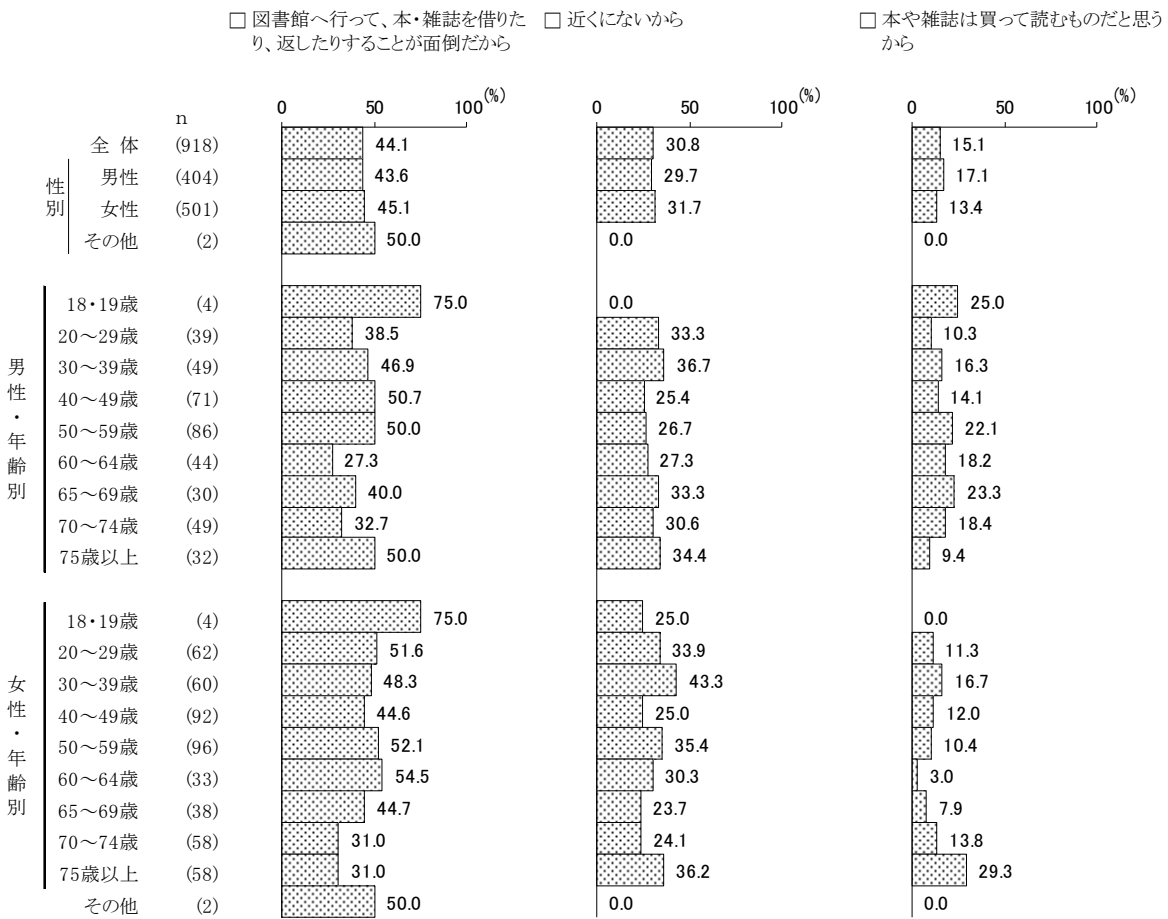 □ 図書館へ行って、本・雑誌を借りたり、返したりすることが面倒だから
□ 近くにないから
□ 本や雑誌は買って読むものだと思うから
0 50 100(%) 0 50 100(%) 0 50 100(%)
n
全 体 (918) 44.1 30.8 15.1
性別
男性 (404) 43.6 29.7 17.1
女性 (501) 45.1 31.7 13.4
その他 (2) 50.0 0.0 0.0
男性・年齢別
18・19歳 (4) 75.0 0.0 25.0
20～29歳 (39) 38.5 33.3 10.3
30～39歳 (49) 46.9 36.7 16.3
40～49歳 (71) 50.7 25.4 14.1
50～59歳 (86) 50.0 26.7 22.1
60～64歳 (44) 27.3 27.3 18.2
65～69歳 (30) 40.0 33.3 23.3
70～74歳 (49) 32.7 30.6 18.4
75歳以上 (32) 50.0 34.4 9.4
女性・年齢別
18・19歳 (4) 75.0 25.0 0.0
20～29歳 (62) 51.6 33.9 11.3
30～39歳 (60) 48.3 43.3 16.7
40～49歳 (92) 44.6 25.0 12.0
50～59歳 (96) 52.1 35.4 10.4
60～64歳 (33) 54.5 30.3 3.0
65～69歳 (38) 44.7 23.7 7.9
70～74歳 (58) 31.0 24.1 13.8
75歳以上 (58) 31.0 36.2 29.3
その他 (2) 50.0 0.0 0.0